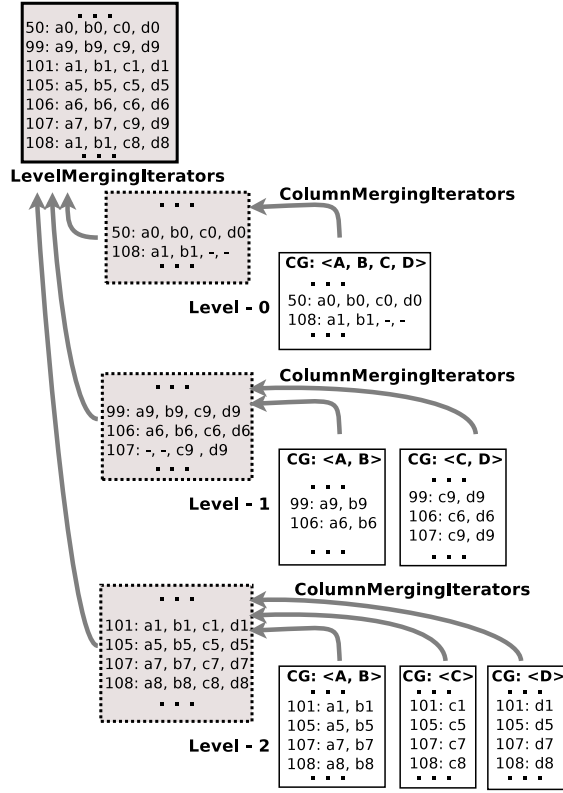 . . .
50: a0, b0, c0, d0
99: a9, b9, c9, d9
101: a1, b1, c1, d1
105: a5, b5, c5, d5
106: a6, b6, c6, d6
107: a7, b7, c9, d9
108: a1, b1, c8, d8
. . .
LevelMergingIterators
ColumnMergingIterators
. . .
50: a0, b0, c0, d0
108: a1, b1, -, -
. . .
CG: <A, B, C, D>
. . .
50: a0, b0, c0, d0
108: a1, b1, -, -
. . .
Level - 0
ColumnMergingIterators
. . .
99: a9, b9, c9, d9
106: a6, b6, c6, d6
107: -, -, c9 , d9
. . .
CG: <A, B>
. . .
99: a9, b9
106: a6, b6
. . .
CG: <C, D>
. . .
99: c9, d9
106: c6, d6
107: c9, d9
. . .
Level - 1
ColumnMergingIterators
. . .
101: a1, b1, c1, d1
105: a5, b5, c5, d5
107: a7, b7, c7, d7
108: a8, b8, c8, d8
. . .
CG: <A, B>
. . .
101: a1, b1
105: a5, b5
107: a7, b7
108: a8, b8
. . .
CG: <C>
. . .
101: c1
105: c5
107: c7
108: c8
. . .
CG: <D>
. . .
101: d1
105: d5
107: d7
108: d8
. . .
Level - 2